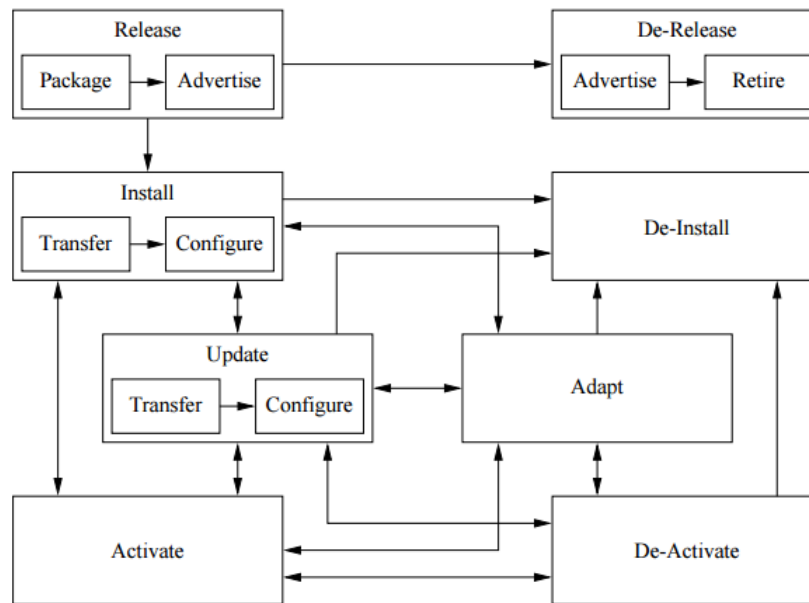 Release
Package
Advertise
De-Release
Advertise
Retire
Install
Transfer
Configure
De-Install
Update
Transfer
Configure
Adapt
Activate
De-Activate